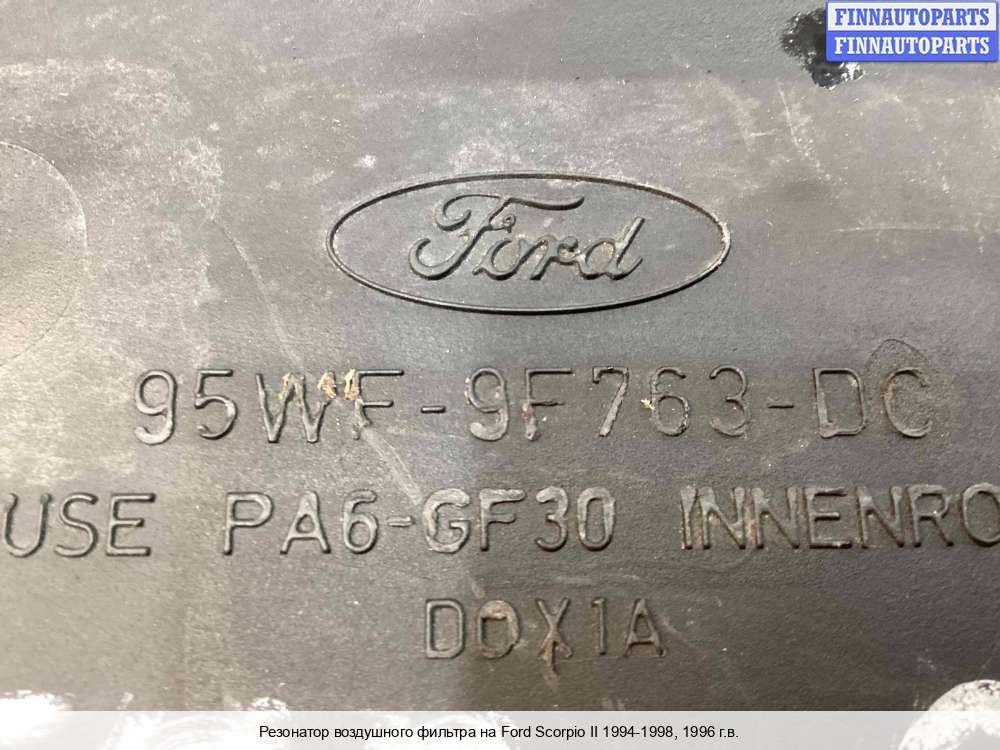 FINNAUTOPARTS
FINNAUTOPARTS
Ford
95WF-9F763-DC
USE PA6-GF30 INNENRO
DOX1A
Резонатор воздушного фильтра на Ford Scorpio II 1994-1998, 1996 г.в.